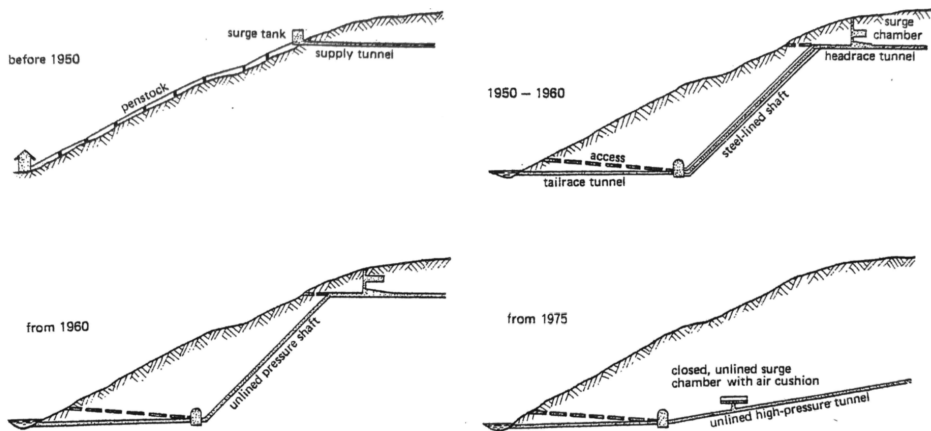 before 1950
surge tank
supply tunnel
penstock
1950 – 1960
surge
chamber
headrace tunnel
steel-lined shaft
access
tailrace tunnel
from 1960
unlined pressure shaft
from 1975
closed, unlined surge
chamber with air cushion
unlined high-pressure tunnel